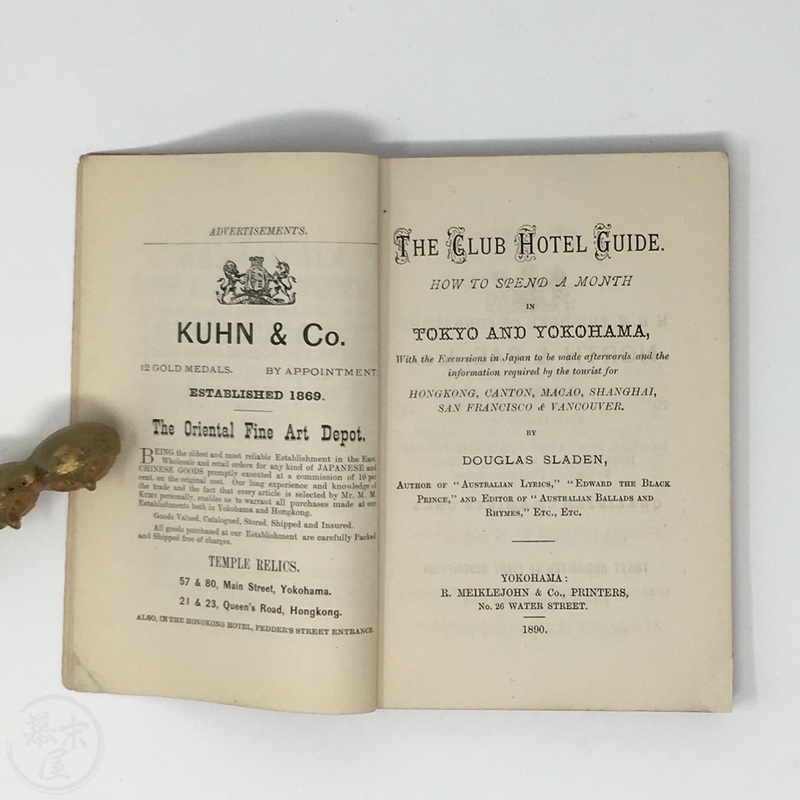 ADVERTISEMENTS.
KUHN & Co.
12 GOLD MEDALS. BY APPOINTMENT
ESTABLISHED 1869.
The Oriental Fine Art Depot.
BEING the oldest and most reliable Establishment in the East.
Wholesale and retail orders for any kind of JAPANESE and
CHINESE GOODS promptly executed at a commission of 10 per
cent. on the original cost. Our long experience and knowledge of
the trade and the fact that every article is selected by Mr. M. M.
KUHN personally, enables us to warrant all purchases made at our
Establishments both in Yokohama and Hongkong.
Goods Valued, Catalogued, Stored, Shipped and Insured.
All goods purchased at our Establishment are carefully Packed
and Shipped free of charges.
TEMPLE RELICS.
57 & 80, Main Street, Yokohama.
21 & 23, Queen's Road, Hongkong.
ALSO, IN THE HONGKONG HOTEL, PEDDER'S STREET ENTRANCE.
THE CLUB HOTEL GUIDE.
HOW TO SPEND A MONTH
IN
TOKYO AND YOKOHAMA,
With the Excursions in Japan to be made afterwards and the
information required by the tourist for
HONGKONG, CANTON, MACAO, SHANGHAI,
SAN FRANCISCO & VANCOUVER.
BY
DOUGLAS SLADEN,
AUTHOR OF "AUSTRALIAN LYRICS," "EDWARD THE BLACK
PRINCE," AND EDITOR OF "AUSTRALIAN BALLADS AND
RHYMES," ETC., ETC.
YOKOHAMA:
R. MEIKLEJOHN & Co., PRINTERS,
No. 26 WATER STREET.
1890.
幕末
屋